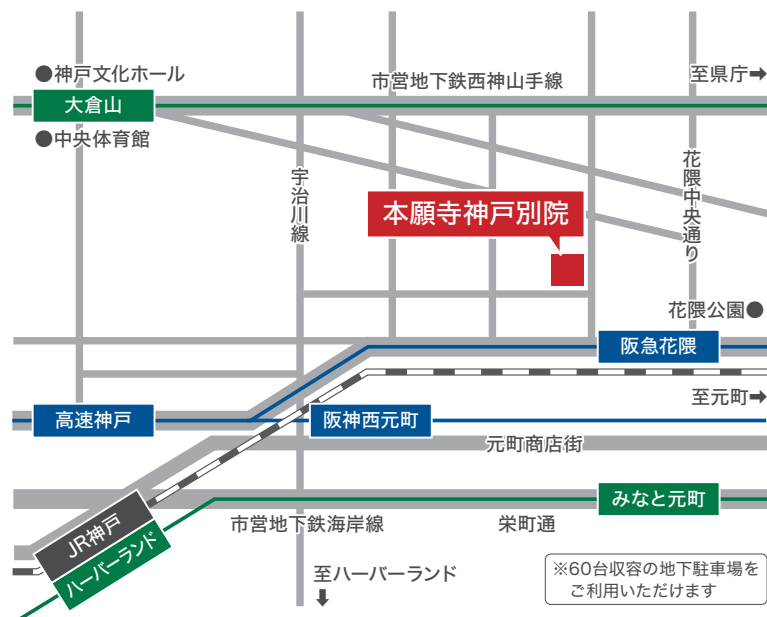 ●神戸文化ホール
市営地下鉄西神山手線
至県庁➡
大倉山
●中央体育館
宇治川線
花隈中央通り
本願寺神戸別院
花隈公園●
阪急花隈
至元町➡
高速神戸
阪神西元町
元町商店街
みなと元町
JR神戸
ハーバーランド
市営地下鉄海岸線
栄町通
至ハーバーランド
⬇
※60台収容の地下駐車場を
ご利用いただけます